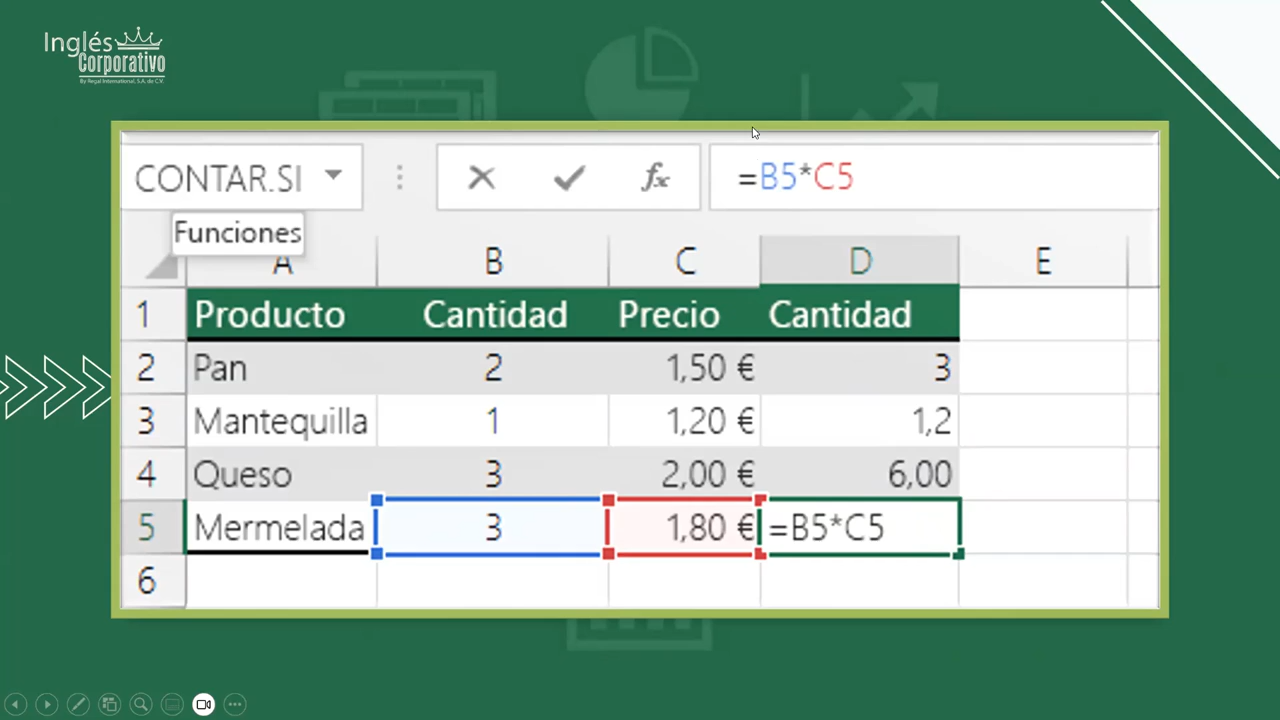 Inglés
Corporativo
By Regal International, S.A. de C.V.
CONTAR.SI fx =B5*C5
Funciones
A B C D E
1 Producto Cantidad Precio Cantidad
2 Pan 2 1,50 € 3
3 Mantequilla 1 1,20 € 1,2
4 Queso 3 2,00 € 6,00
5 Mermelada 3 1,80 € =B5*C5
6